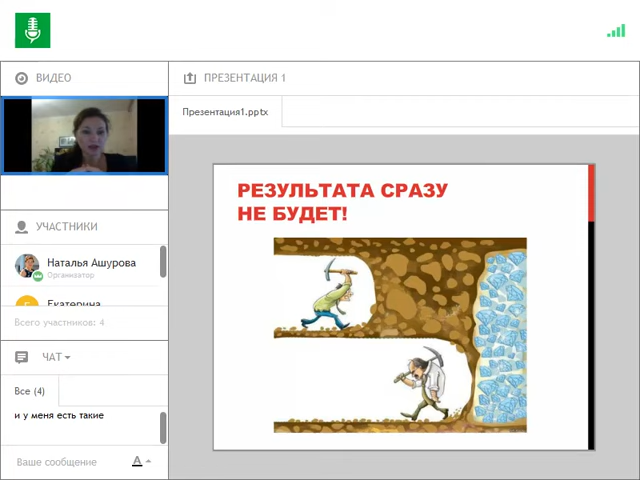 ВИДЕО
ПРЕЗЕНТАЦИЯ 1
Презентация1.pptx
РЕЗУЛЬТАТА СРАЗУ
НЕ БУДЕТ!
УЧАСТНИКИ
Наталья Ашурова
Организатор
Екатерина
Всего участников: 4
ЧАТ
Все (4)
и у меня есть такие
Ваше сообщение
A